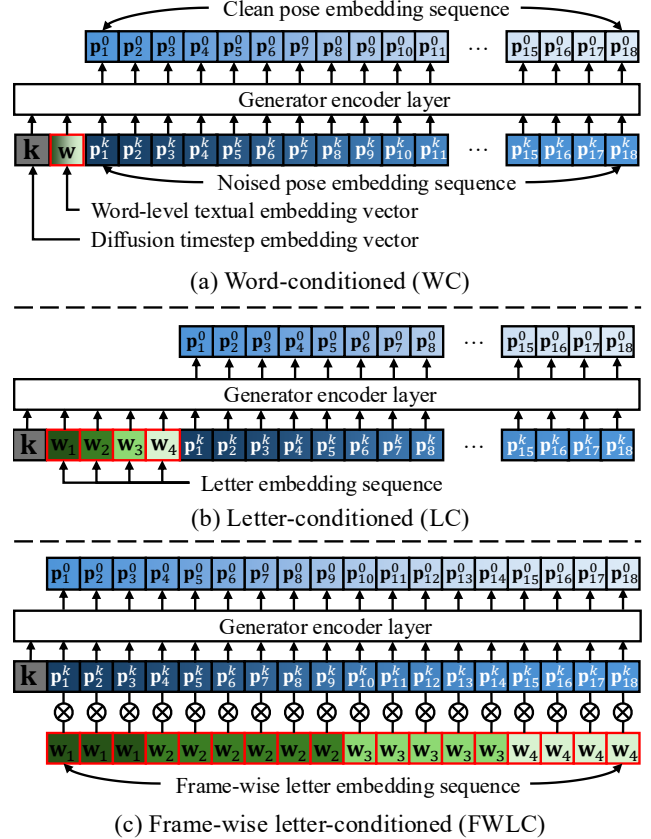 Clean pose embedding sequence
p₁⁰ p₂⁰ p₃⁰ p₄⁰ p₅⁰ p₆⁰ p₇⁰ p₈⁰ p₉⁰ p₁₀⁰ p₁₁⁰ ... p₁₅⁰ p₁₆⁰ p₁₇⁰ p₁₈⁰
Generator encoder layer
k w p₁ᵏ p₂ᵏ p₃ᵏ p₄ᵏ p₅ᵏ p₆ᵏ p₇ᵏ p₈ᵏ p₉ᵏ p₁₀ᵏ p₁₁ᵏ ... p₁₅ᵏ p₁₆ᵏ p₁₇ᵏ p₁₈ᵏ
Noised pose embedding sequence
Word-level textual embedding vector
Diffusion timestep embedding vector
(a) Word-conditioned (WC)
p₁⁰ p₂⁰ p₃⁰ p₄⁰ p₅⁰ p₆⁰ p₇⁰ p₈⁰ ... p₁₅⁰ p₁₆⁰ p₁₇⁰ p₁₈⁰
Generator encoder layer
k w₁ w₂ w₃ w₄ p₁ᵏ p₂ᵏ p₃ᵏ p₄ᵏ p₅ᵏ p₆ᵏ p₇ᵏ p₈ᵏ ... p₁₅ᵏ p₁₆ᵏ p₁₇ᵏ p₁₈ᵏ
Letter embedding sequence
(b) Letter-conditioned (LC)
p₁⁰ p₂⁰ p₃⁰ p₄⁰ p₅⁰ p₆⁰ p₇⁰ p₈⁰ p₉⁰ p₁₀⁰ p₁₁⁰ p₁₂⁰ p₁₃⁰ p₁₄⁰ p₁₅⁰ p₁₆⁰ p₁₇⁰ p₁₈⁰
Generator encoder layer
k p₁ᵏ p₂ᵏ p₃ᵏ p₄ᵏ p₅ᵏ p₆ᵏ p₇ᵏ p₈ᵏ p₉ᵏ p₁₀ᵏ p₁₁ᵏ p₁₂ᵏ p₁₃ᵏ p₁₄ᵏ p₁₅ᵏ p₁₆ᵏ p₁₇ᵏ p₁₈ᵏ
w₁ w₁ w₁ w₂ w₂ w₂ w₂ w₂ w₂ w₃ w₃ w₃ w₃ w₃ w₄ w₄ w₄ w₄
Frame-wise letter embedding sequence
(c) Frame-wise letter-conditioned (FWLC)